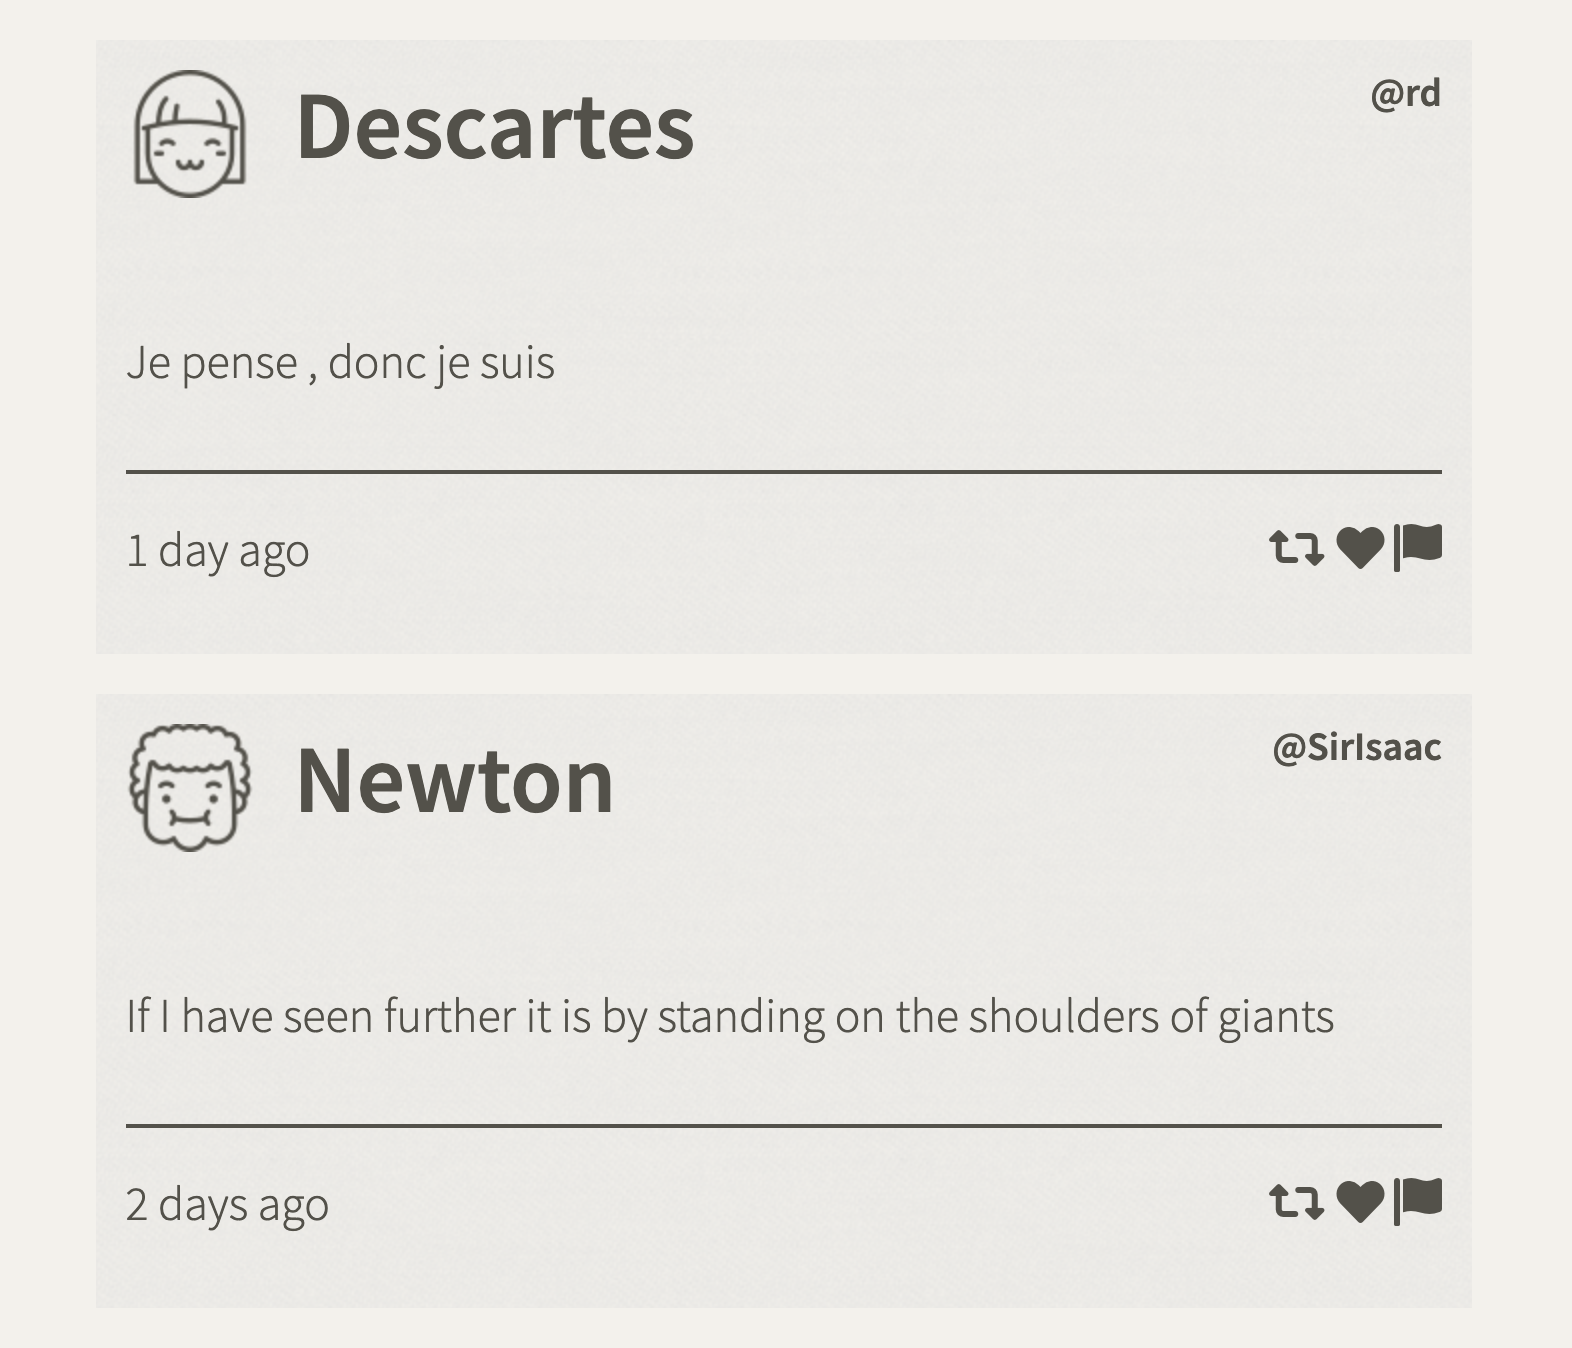 Descartes
@rd
Je pense , donc je suis
1 day ago
Newton
@SirIsaac
If I have seen further it is by standing on the shoulders of giants
2 days ago